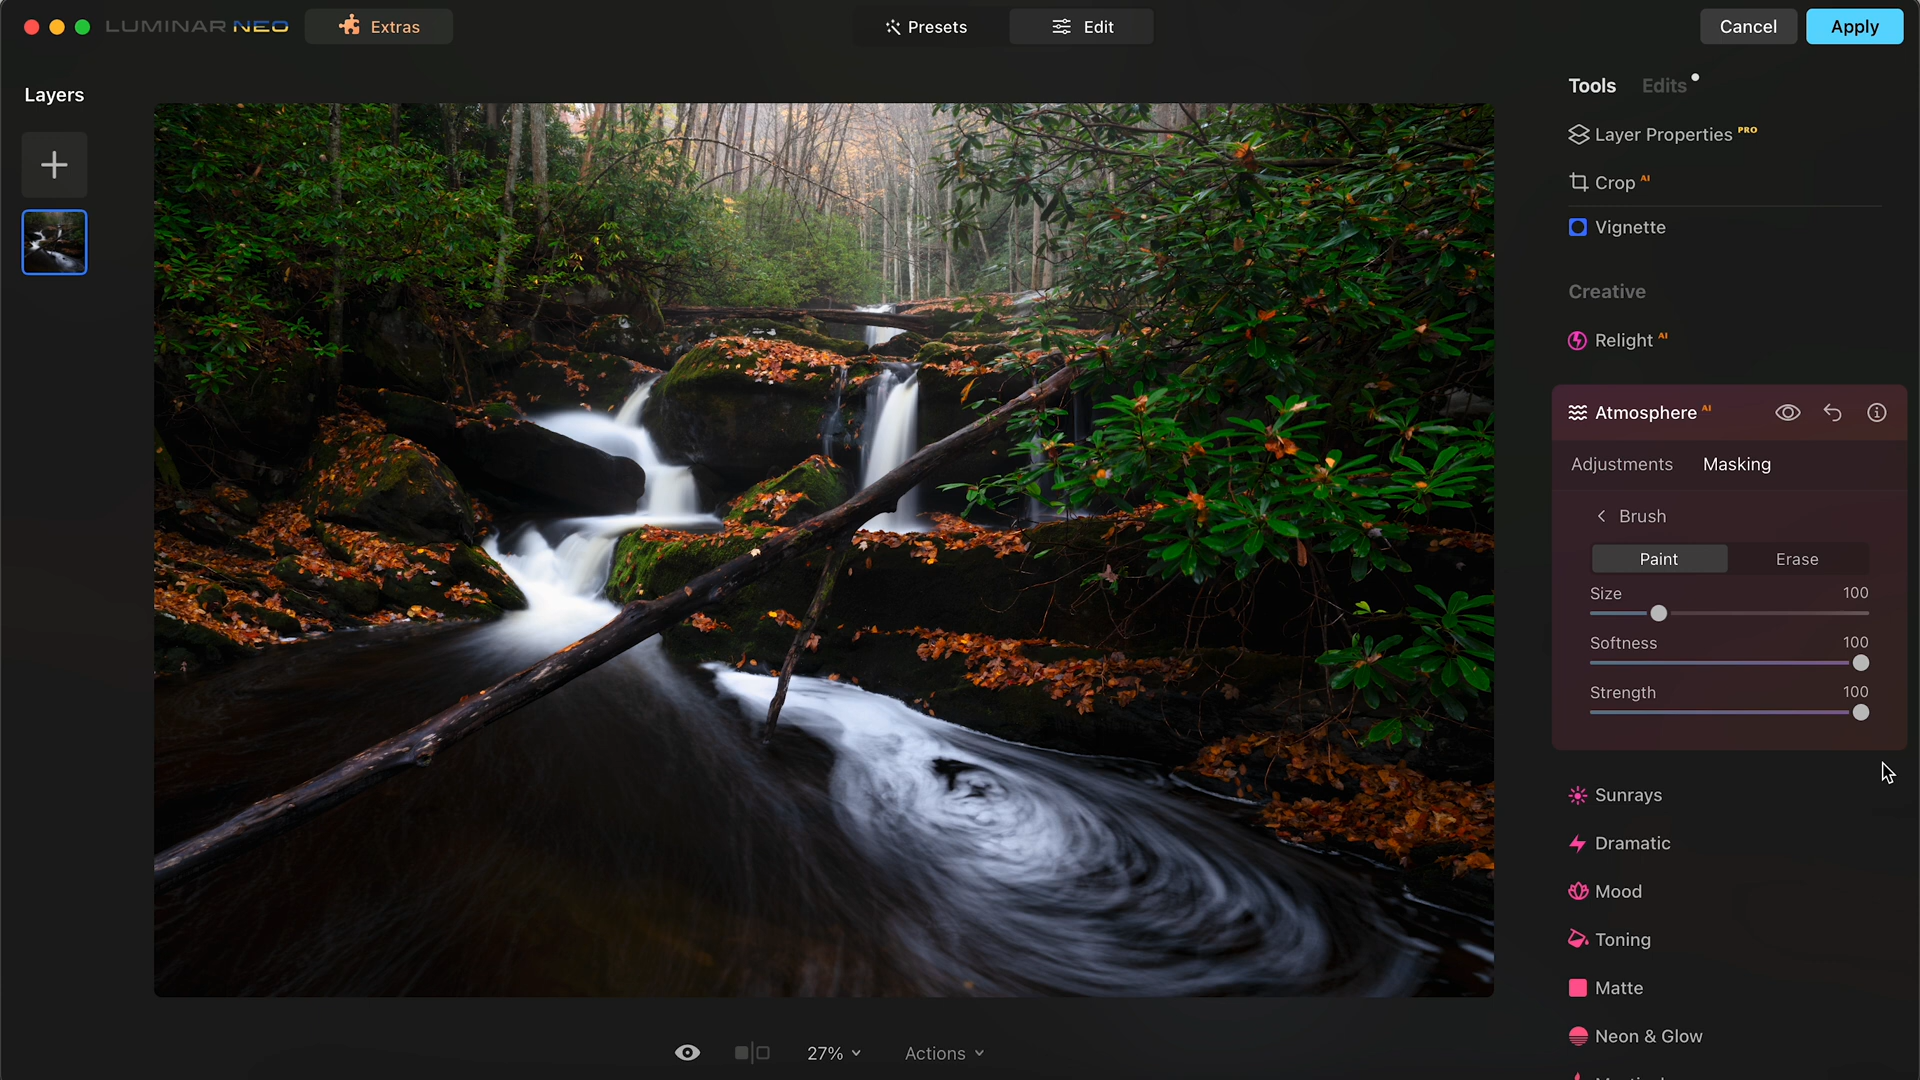 LUMINAR NEO
Extras
Presets
Edit
Cancel
Apply
Layers
Tools
Edits
Layer Properties PRO
Crop AI
Vignette
Creative
Relight AI
Atmosphere AI
Adjustments
Masking
Brush
Paint
Erase
Size
100
Softness
100
Strength
100
Sunrays
Dramatic
Mood
Toning
Matte
Neon & Glow
27%
Actions